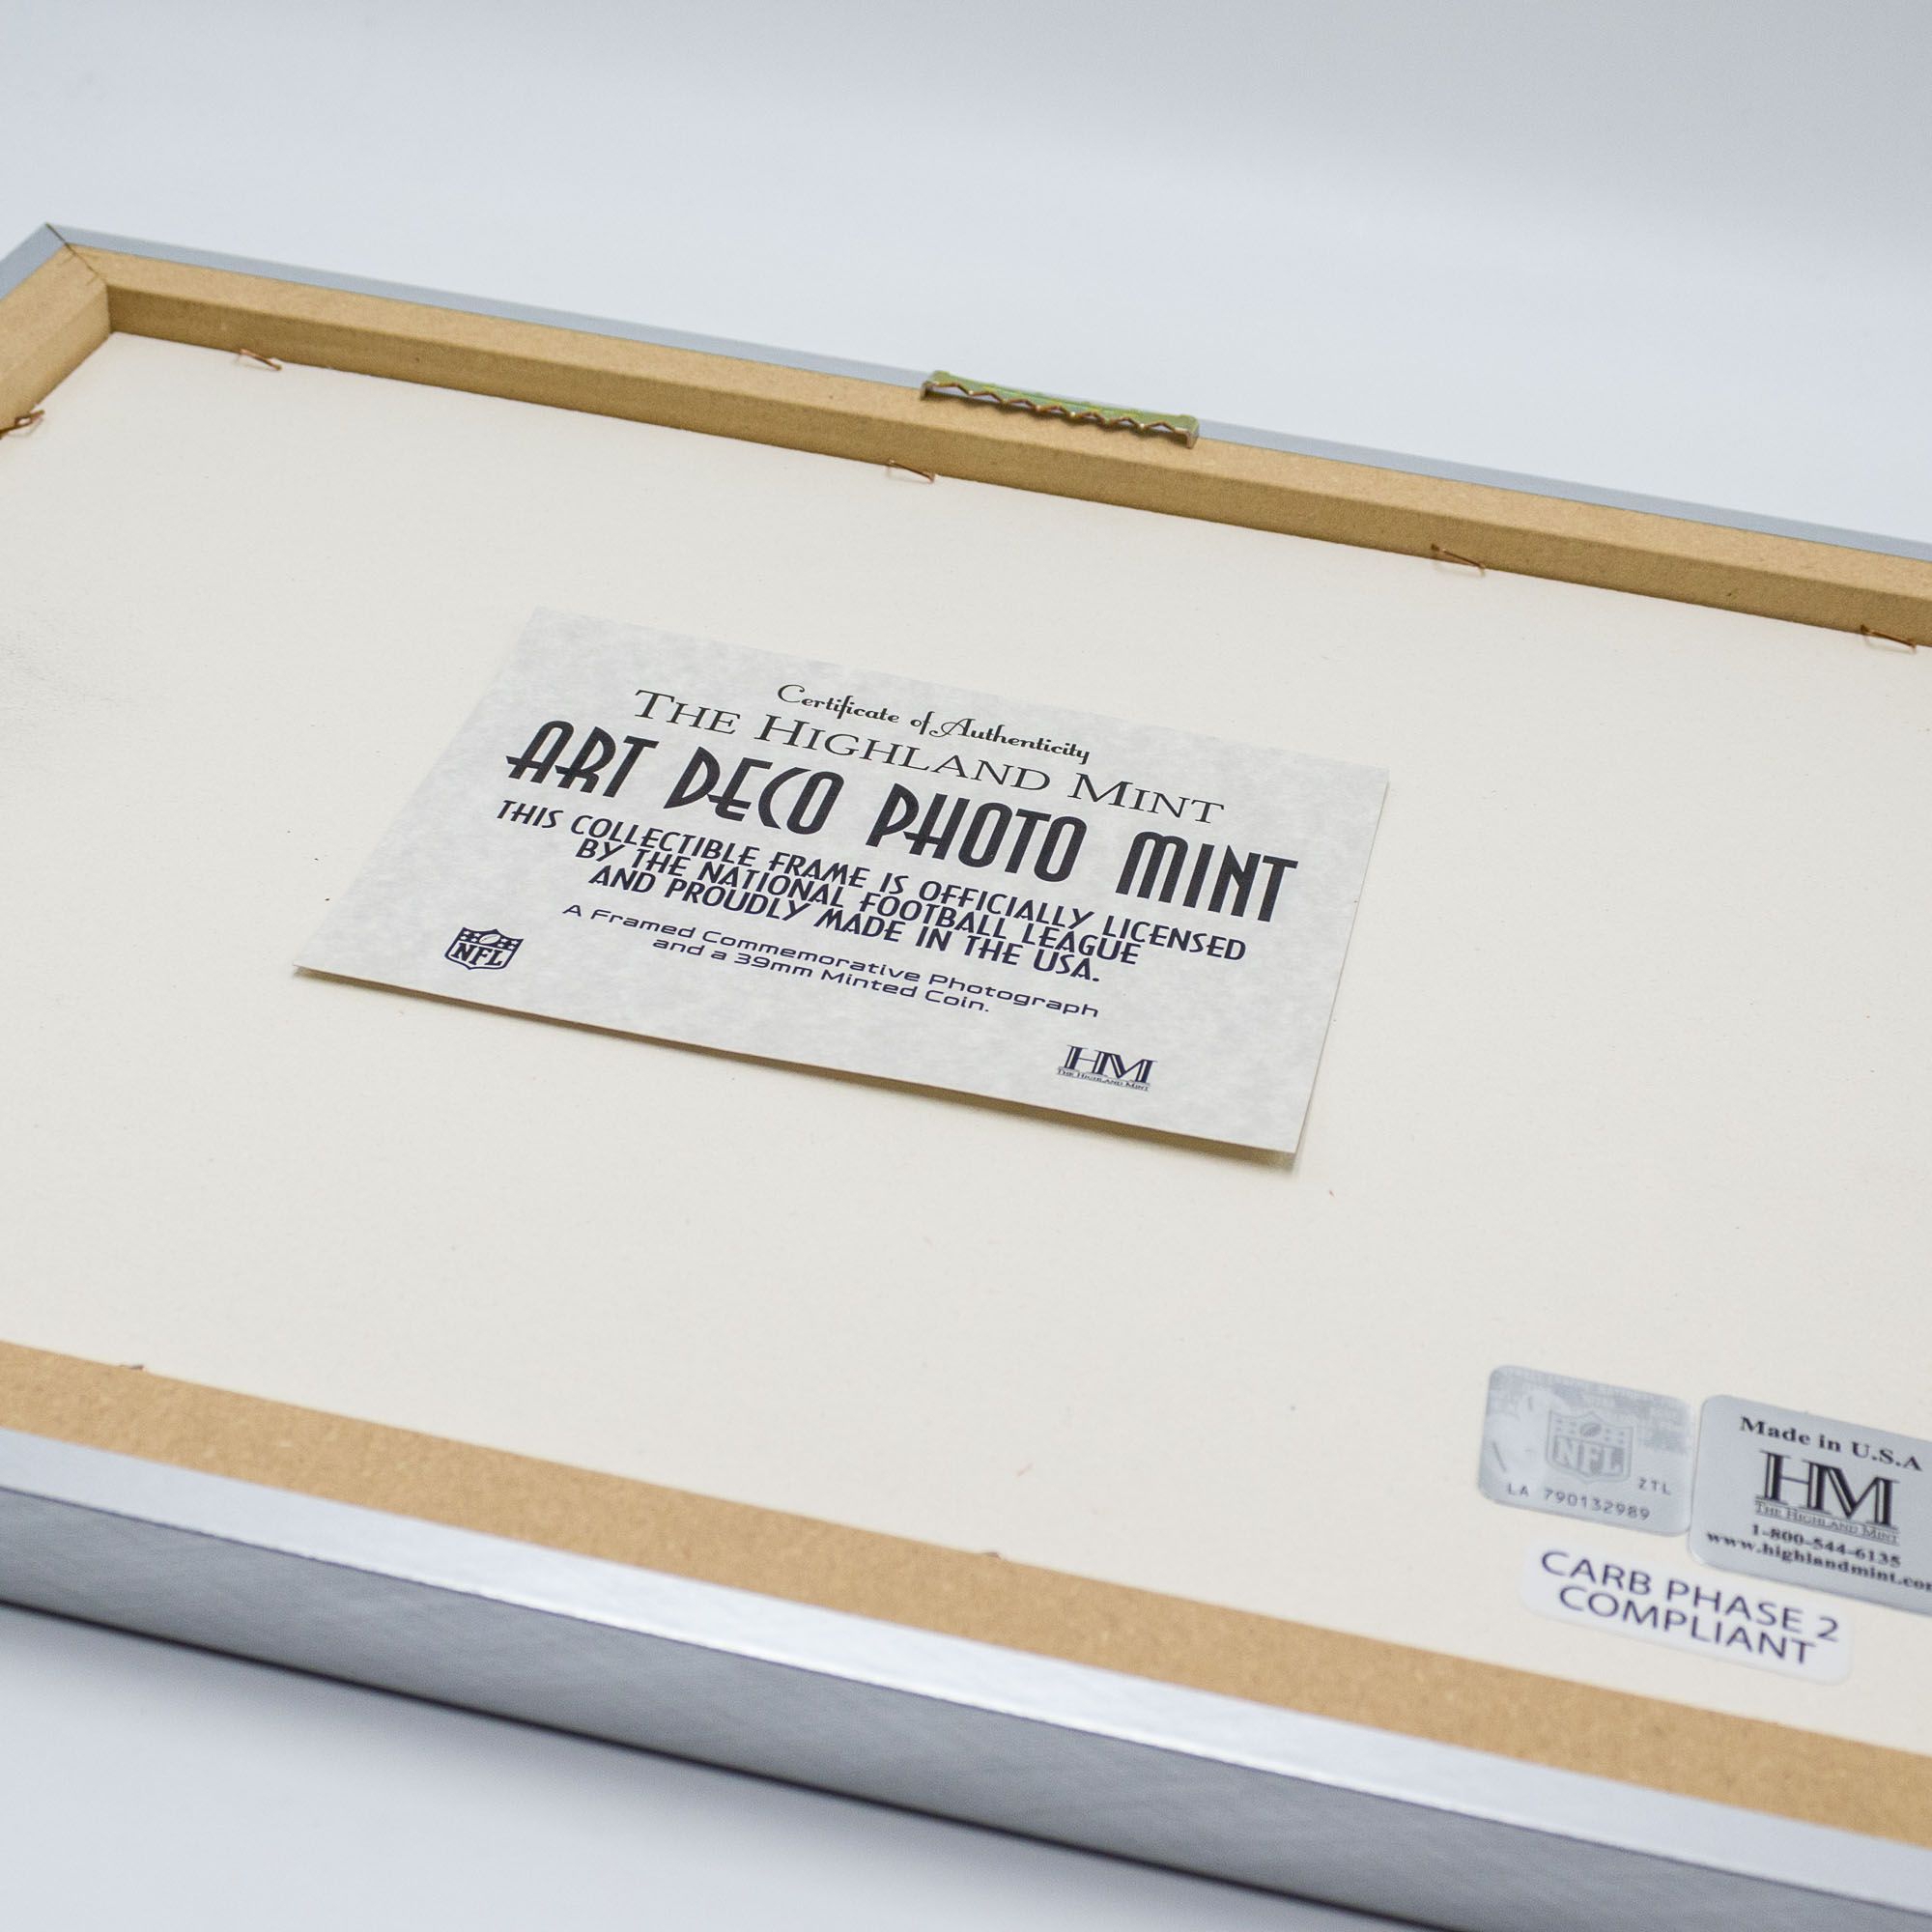 Certificate of Authenticity
THE HIGHLAND MINT
ART DECO PHOTO MINT
THIS COLLECTIBLE FRAME IS OFFICIALLY LICENSED
BY THE NATIONAL FOOTBALL LEAGUE
AND PROUDLY MADE IN THE USA.
A Framed Commemorative Photograph
and a 39mm Minted Coin.
NFL
HM
THE HIGHLAND MINT
NFL
ZTL
LA 790132989
Made in U.S.A
HM
THE HIGHLAND MINT
1-800-544-6135
www.highlandmint.com
CARB PHASE 2
COMPLIANT